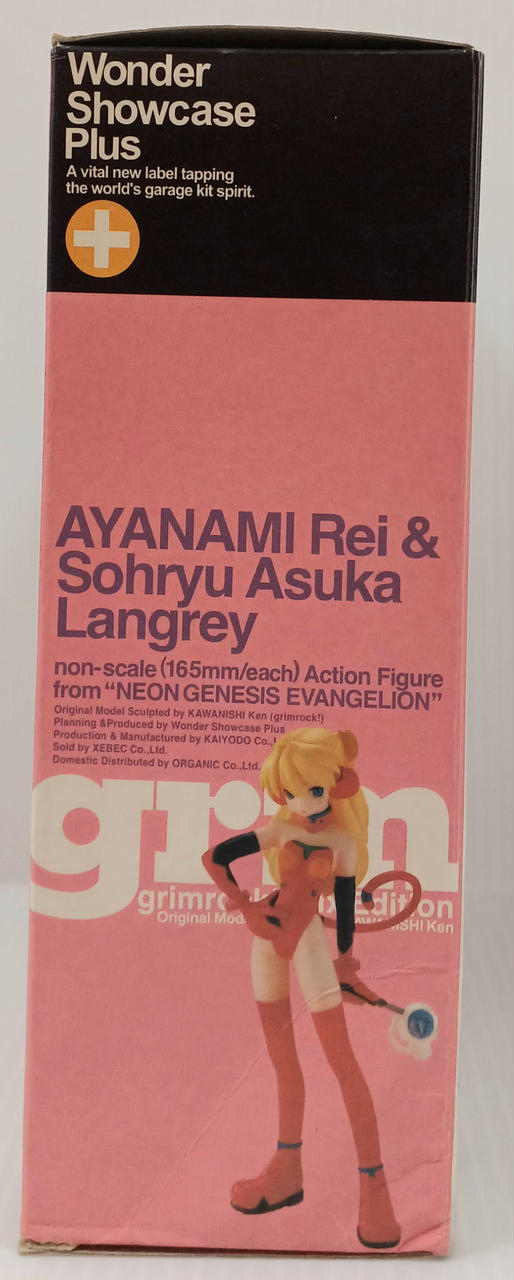 Wonder
Showcase
Plus
A vital new label tapping
the world's garage kit spirit.
AYANAMI Rei &
Sohryu Asuka
Langrey
non-scale (165mm/each) Action Figure
from “NEON GENESIS EVANGELION”
Original Model Sculpted by KAWANISHI Ken (grimrock!)
Planning &Produced by Wonder Showcase Plus
Production & Manufactured by KAIYODO Co.,
Sold by XEBEC Co.,Ltd.
Domestic Distributed by ORGANIC Co.,Ltd.
grim
Edition
Original Ken